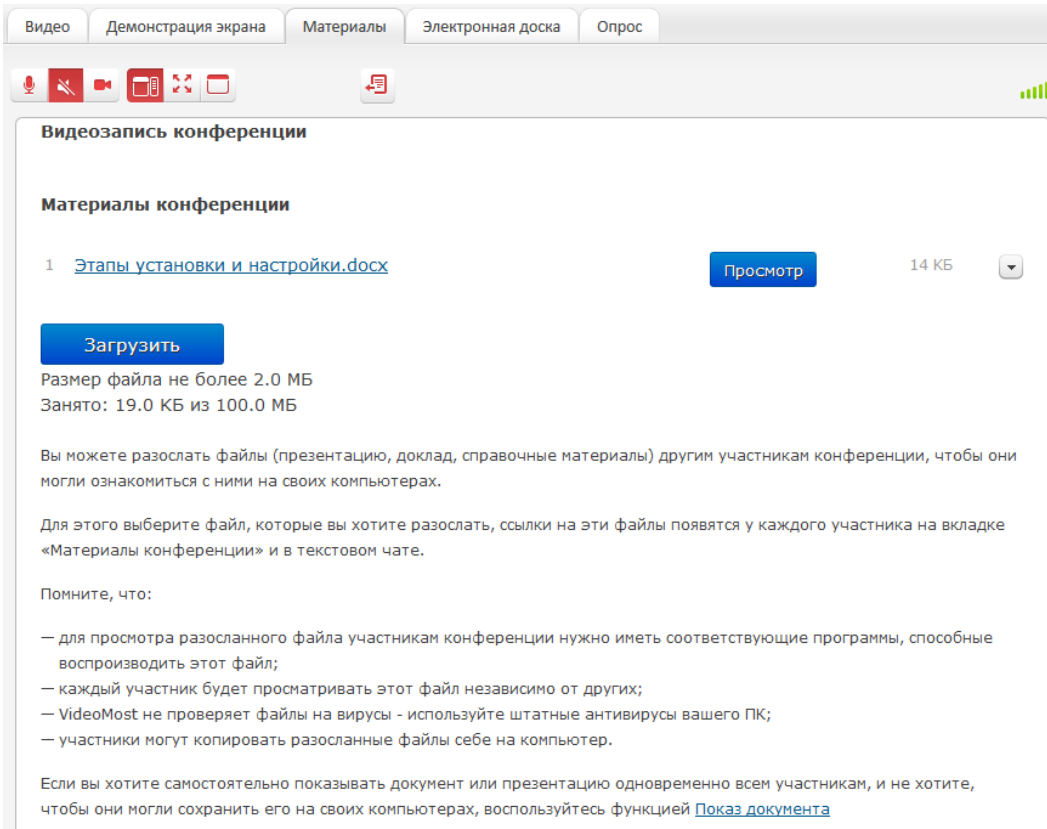 Видео Демонстрация экрана Материалы Электронная доска Опрос
Видеозапись конференции
Материалы конференции
1 Этапы установки и настройки.docx Просмотр 14 КБ
Загрузить
Размер файла не более 2.0 МБ
Занято: 19.0 КБ из 100.0 МБ
Вы можете разослать файлы (презентацию, доклад, справочные материалы) другим участникам конференции, чтобы они
могли ознакомиться с ними на своих компьютерах.
Для этого выберите файл, которые вы хотите разослать, ссылки на эти файлы появятся у каждого участника на вкладке
«Материалы конференции» и в текстовом чате.
Помните, что:
— для просмотра разосланного файла участникам конференции нужно иметь соответствующие программы, способные
воспроизводить этот файл;
— каждый участник будет просматривать этот файл независимо от других;
— VideoMost не проверяет файлы на вирусы - используйте штатные антивирусы вашего ПК;
— участники могут копировать разосланные файлы себе на компьютер.
Если вы хотите самостоятельно показывать документ или презентацию одновременно всем участникам, и не хотите,
чтобы они могли сохранить его на своих компьютерах, воспользуйтесь функцией Показ документа